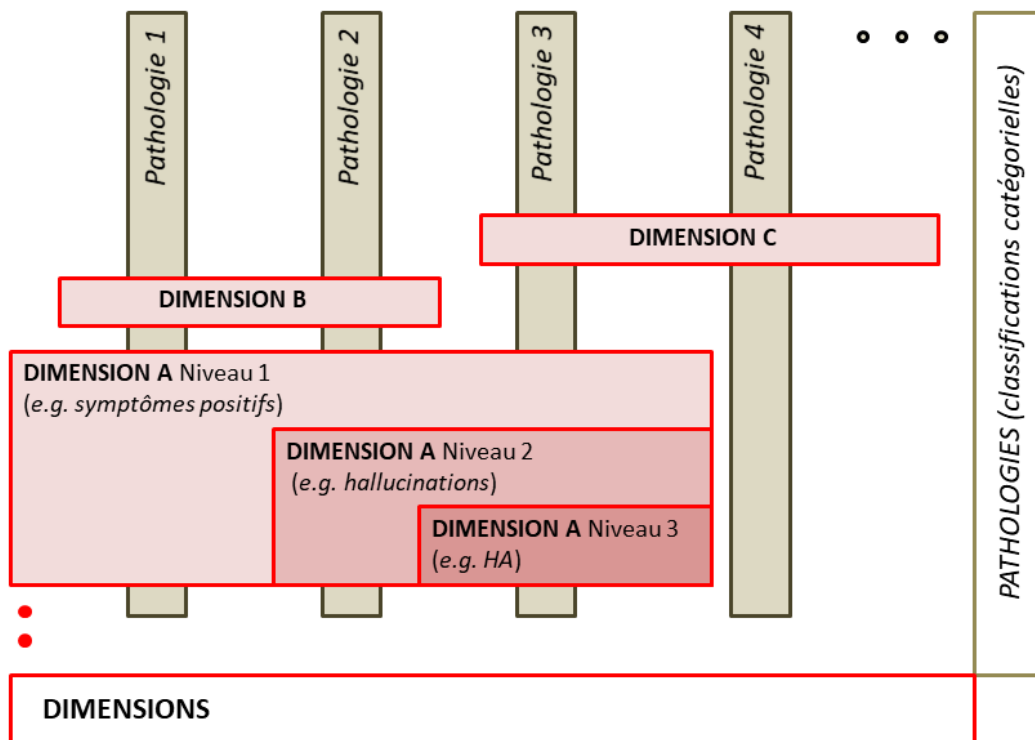 Pathologie 1
Pathologie 2
Pathologie 3
Pathologie 4
PATHOLOGIES (classifications catégorielles)
DIMENSION C
DIMENSION B
DIMENSION A Niveau 1
(e.g. symptômes positifs)
DIMENSION A Niveau 2
(e.g. hallucinations)
DIMENSION A Niveau 3
(e.g. HA)
DIMENSIONS